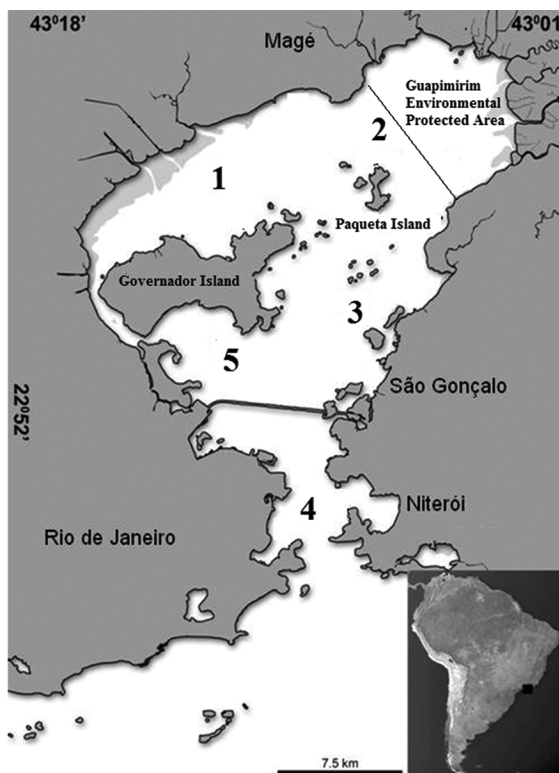 43º18'
43º01
Magé
Guapimirim
Environmental
Protected Area
2
1
Paqueta Island
Governador Island
3
5
São Gonçalo
22º52'
4
Niterói
Rio de Janeiro
7.5 km